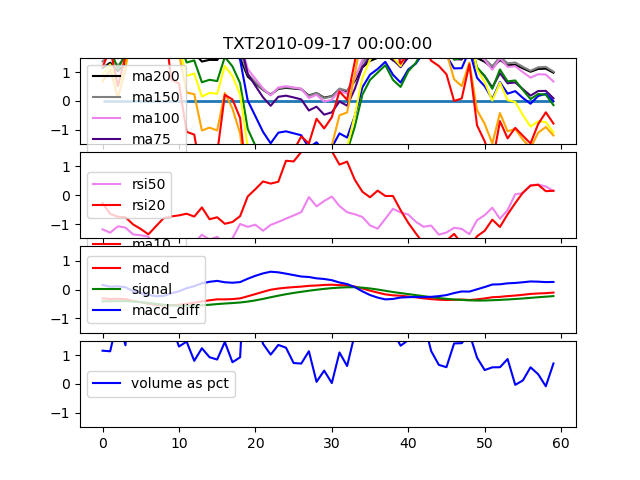 TXT2010-09-17 00:00:00
1
0
−1
ma200
ma150
ma100
ma75
ma10
1
0
−1
rsi50
rsi20
1
0
−1
macd
signal
macd_diff
1
0
−1
volume as pct
0 10 20 30 40 50 60